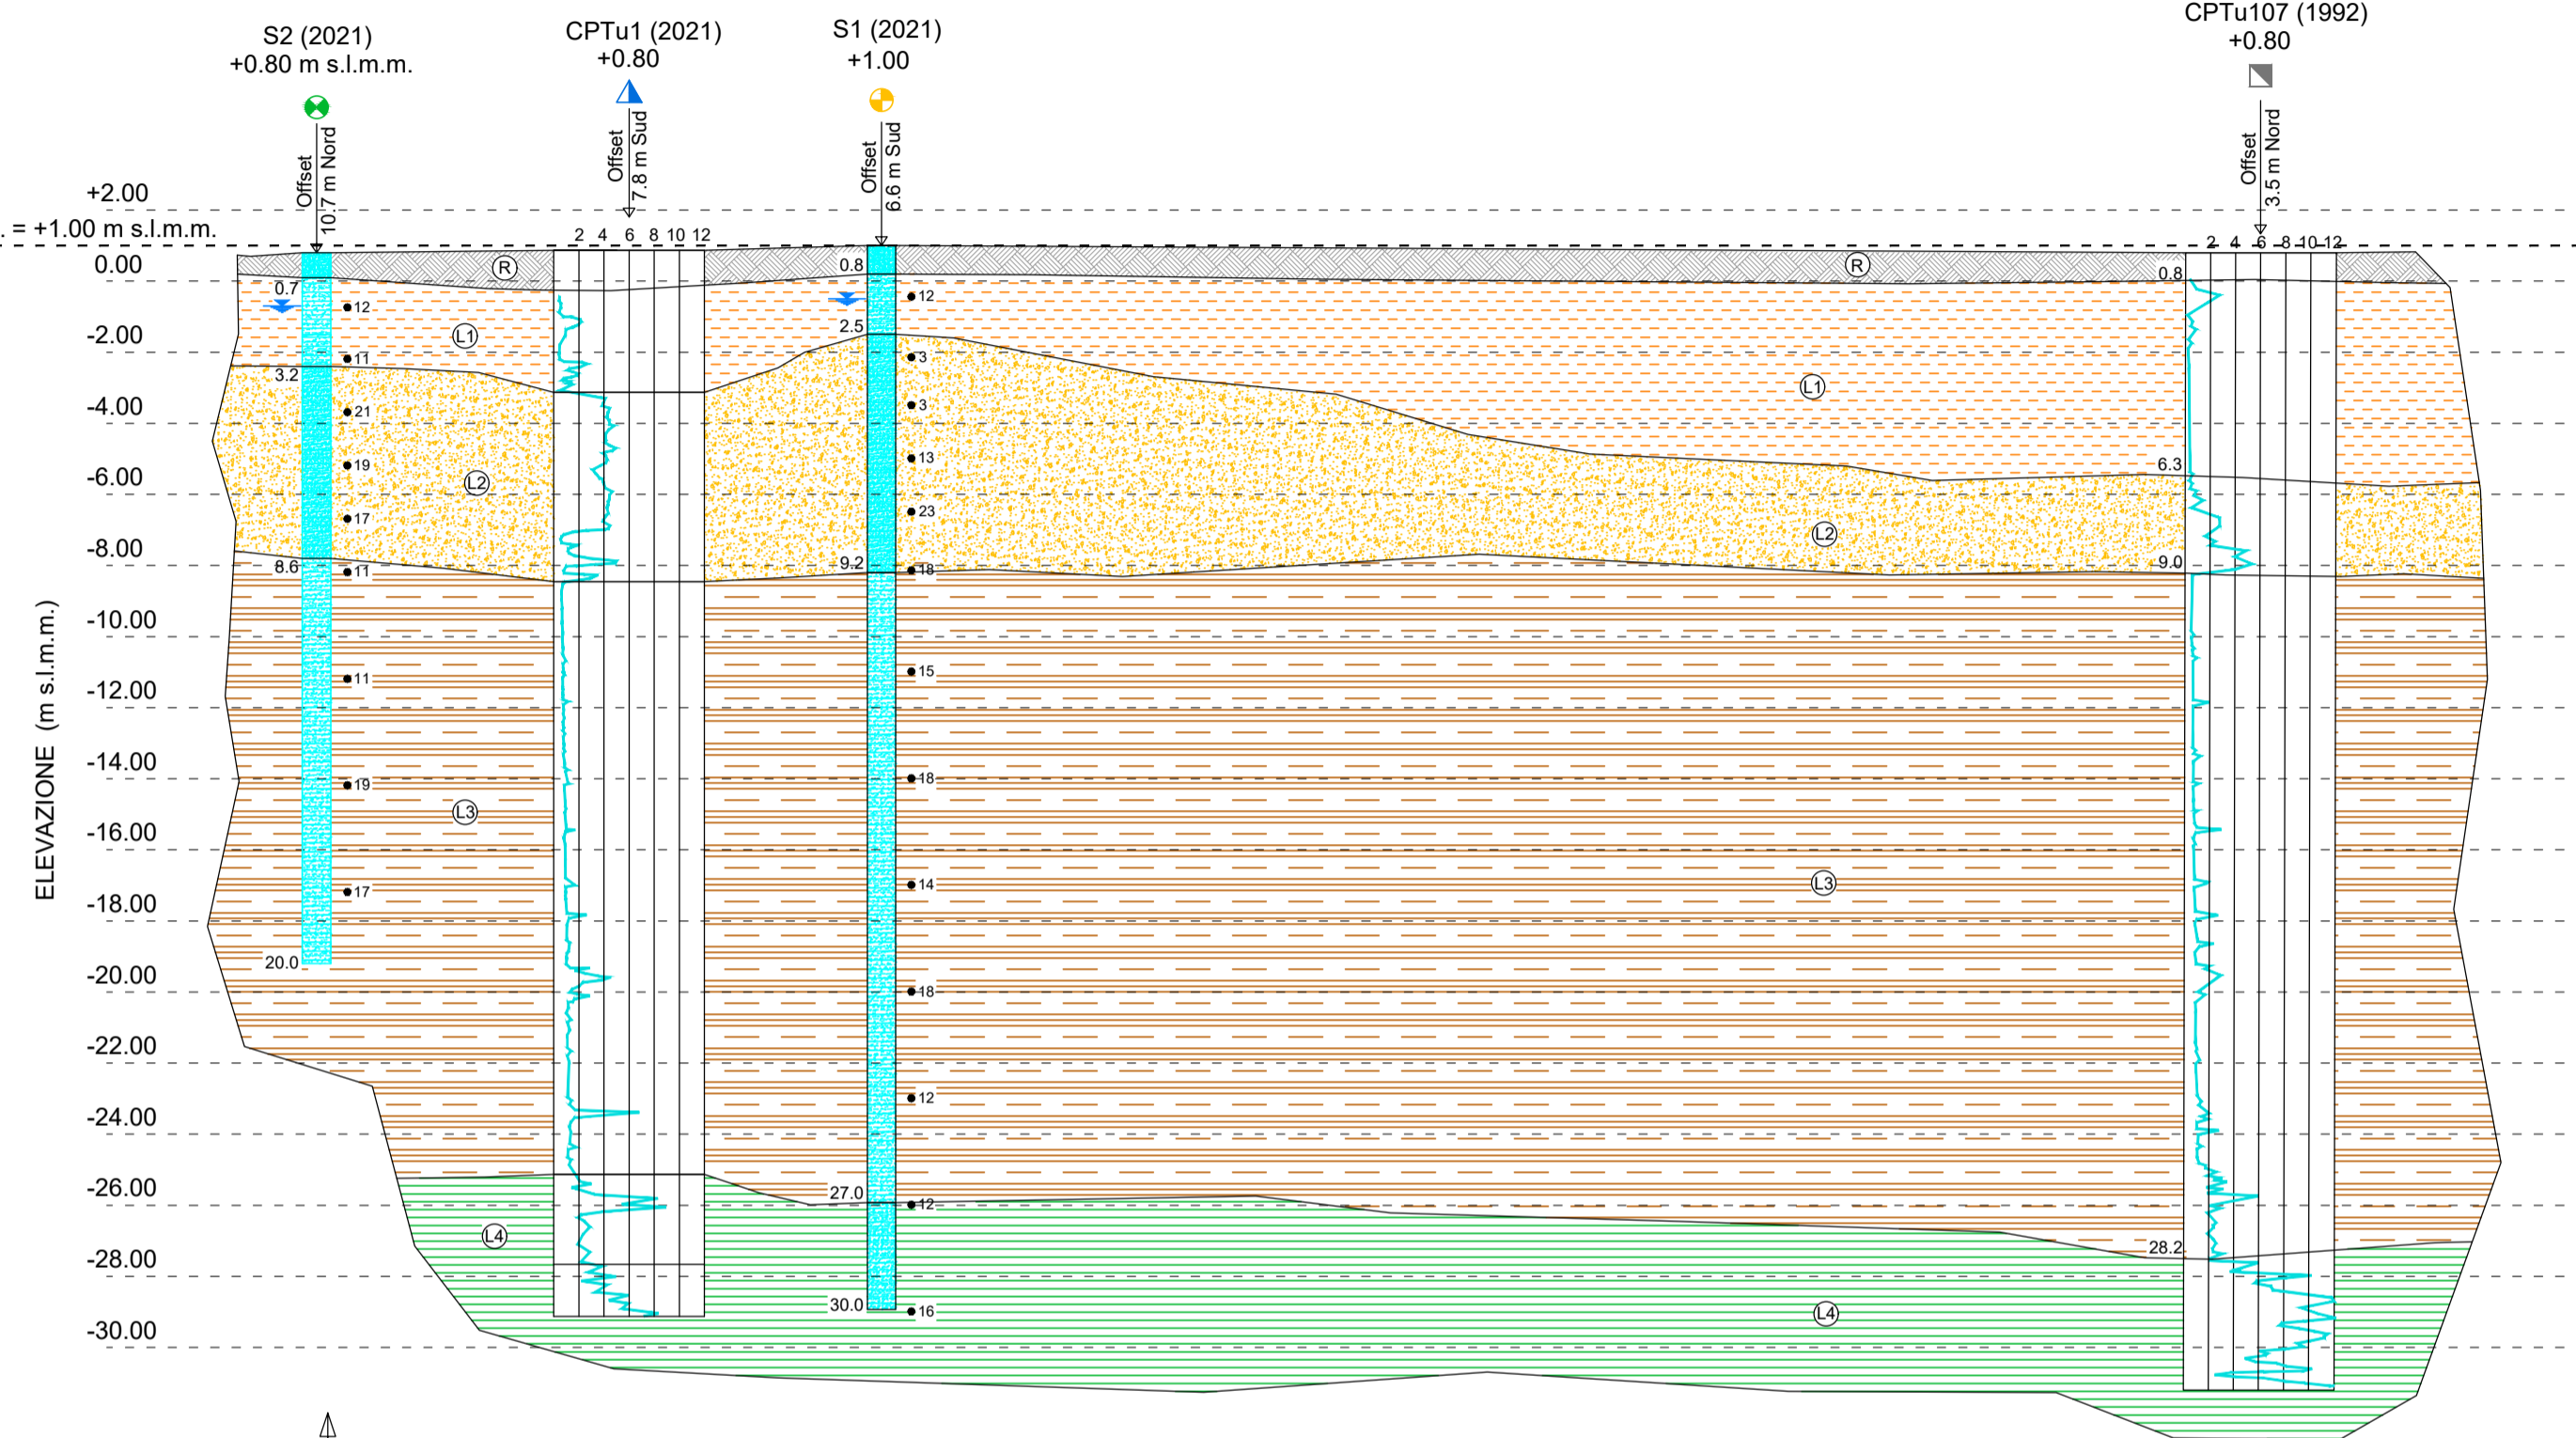 S2 (2021)
+0.80 m s.l.m.m.
CPTu1 (2021)
+0.80
S1 (2021)
+1.00
CPTu107 (1992)
+0.80
Offset
10.7 m Nord
Offset
7.8 m Sud
Offset
6.6 m Sud
Offset
3.5 m Nord
ELEVAZIONE (m s.l.m.m.)
+2.00
. = +1.00 m s.l.m.m.
0.00
-2.00
-4.00
-6.00
-8.00
-10.00
-12.00
-14.00
-16.00
-18.00
-20.00
-22.00
-24.00
-26.00
-28.00
-30.00
0.7
3.2
8.6
20.0
12
11
21
19
17
11
11
19
17
R
L1
L2
L3
L4
2 4 6 8 10 12
0.8
2.5
9.2
27.0
30.0
12
3
3
13
23
18
15
18
14
18
12
12
16
R
L1
L2
L3
L4
2 4 6 8 10 12
0.8
6.3
9.0
28.2